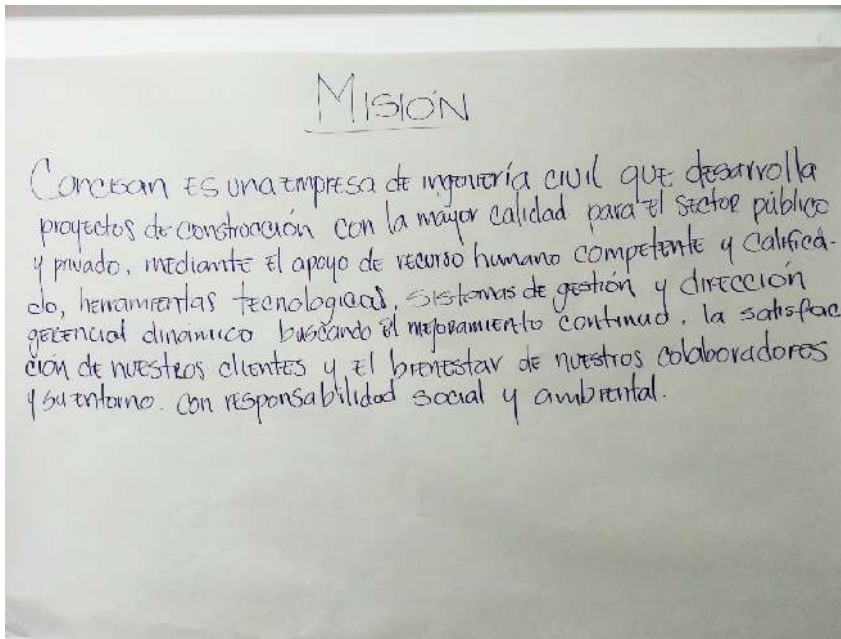 MISIÓN
Concesan es una empresa de ingeniería civil que desarrolla
proyectos de construcción con la mayor calidad para el sector público
y privado, mediante el apoyo de recurso humano competente y califica-
do, herramientas tecnologicas, sistemas de gestión y dirección
gerencial dinámico buscando el mejoramiento continuo, la satisfac
ción de nuestros clientes y el bienestar de nuestros colaboradores
y su entorno. con responsabilidad social y ambiental.